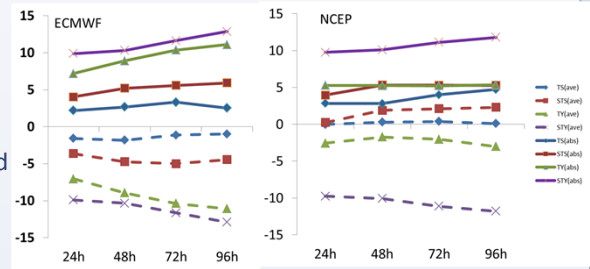 ECMWF
15
10
5
0
-5
-10
-15
24h 48h 72h 96h
d
NCEP
15
10
5
0
-5
-10
-15
24h 48h 72h 96h
TS(ave)
STS(ave)
TY(ave)
STY(ave)
TS(abs)
STS(abs)
TY(abs)
STY(abs)